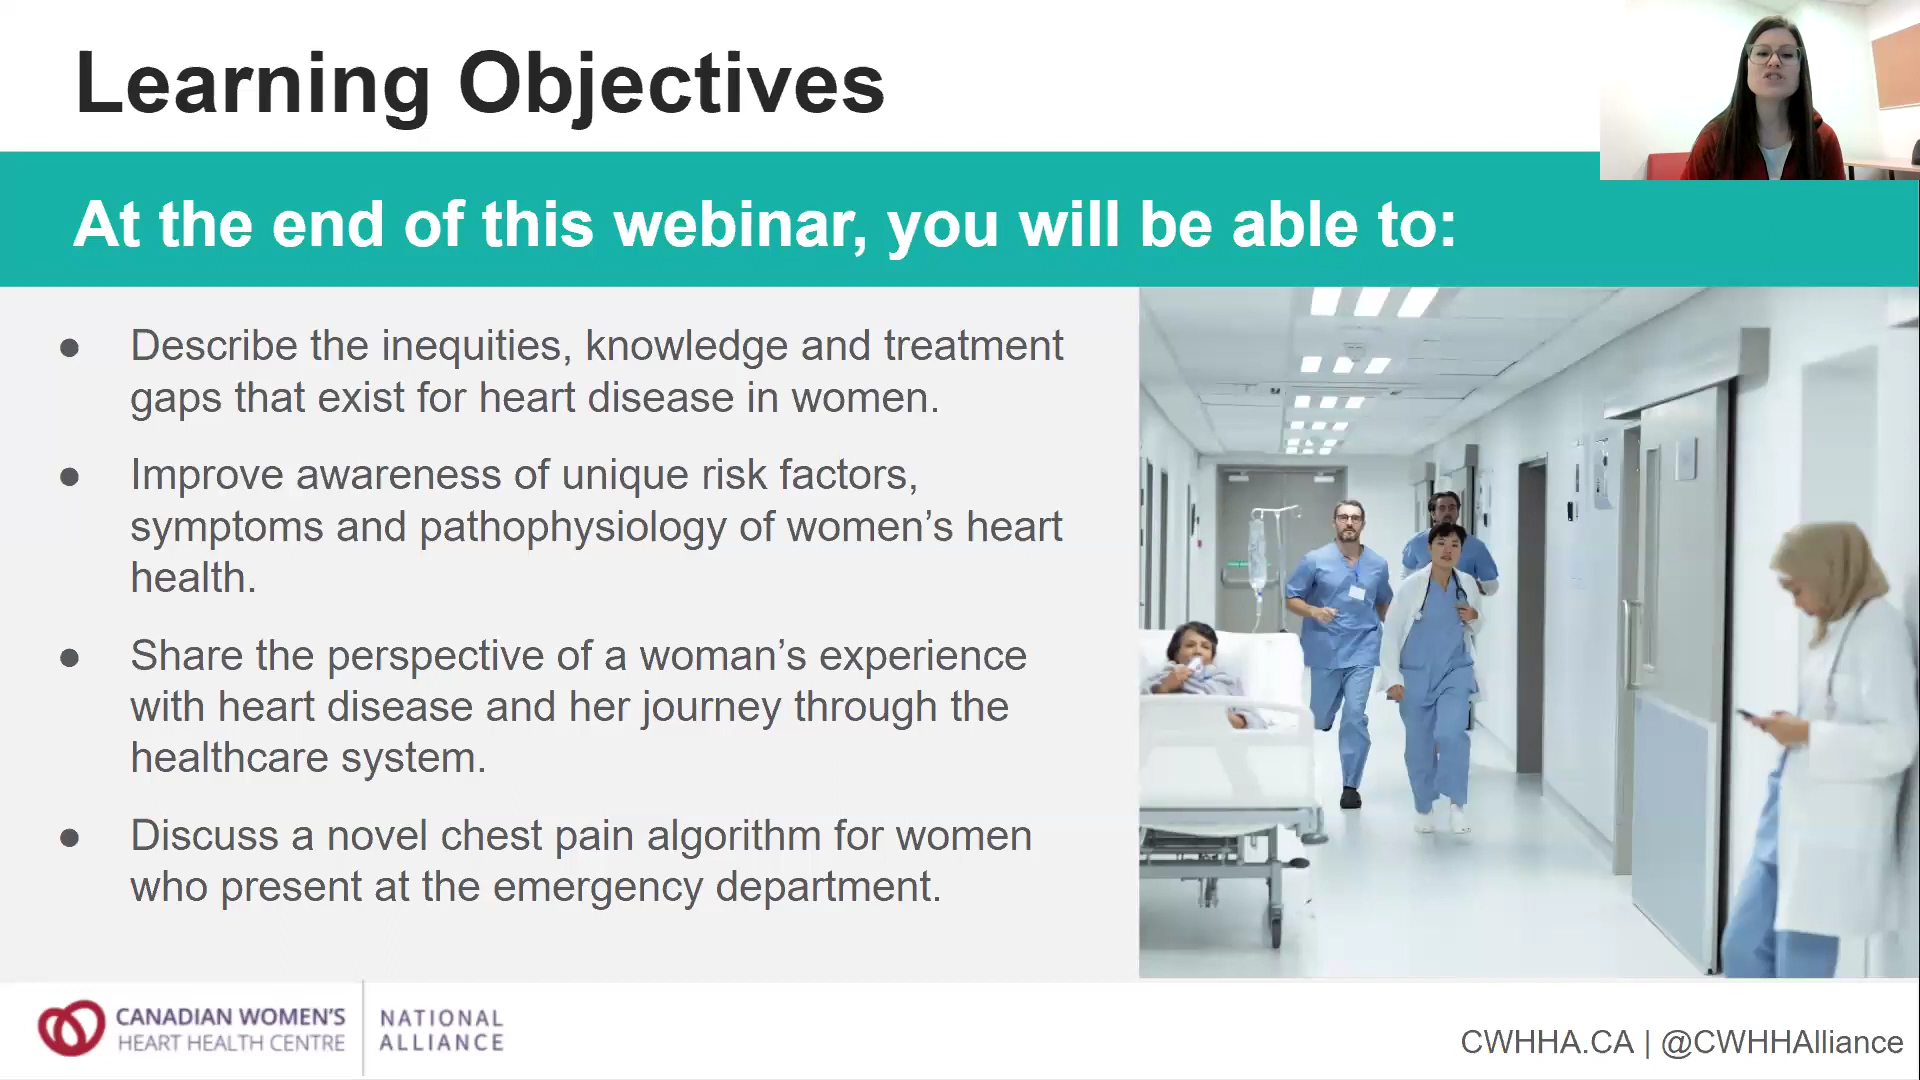 Learning Objectives
At the end of this webinar, you will be able to:
● Describe the inequities, knowledge and treatment
gaps that exist for heart disease in women.
● Improve awareness of unique risk factors,
symptoms and pathophysiology of women’s heart
health.
● Share the perspective of a woman’s experience
with heart disease and her journey through the
healthcare system.
● Discuss a novel chest pain algorithm for women
who present at the emergency department.
CANADIAN WOMEN'S
HEART HEALTH CENTRE
NATIONAL
ALLIANCE
CWHHA.CA | @CWHHAlliance